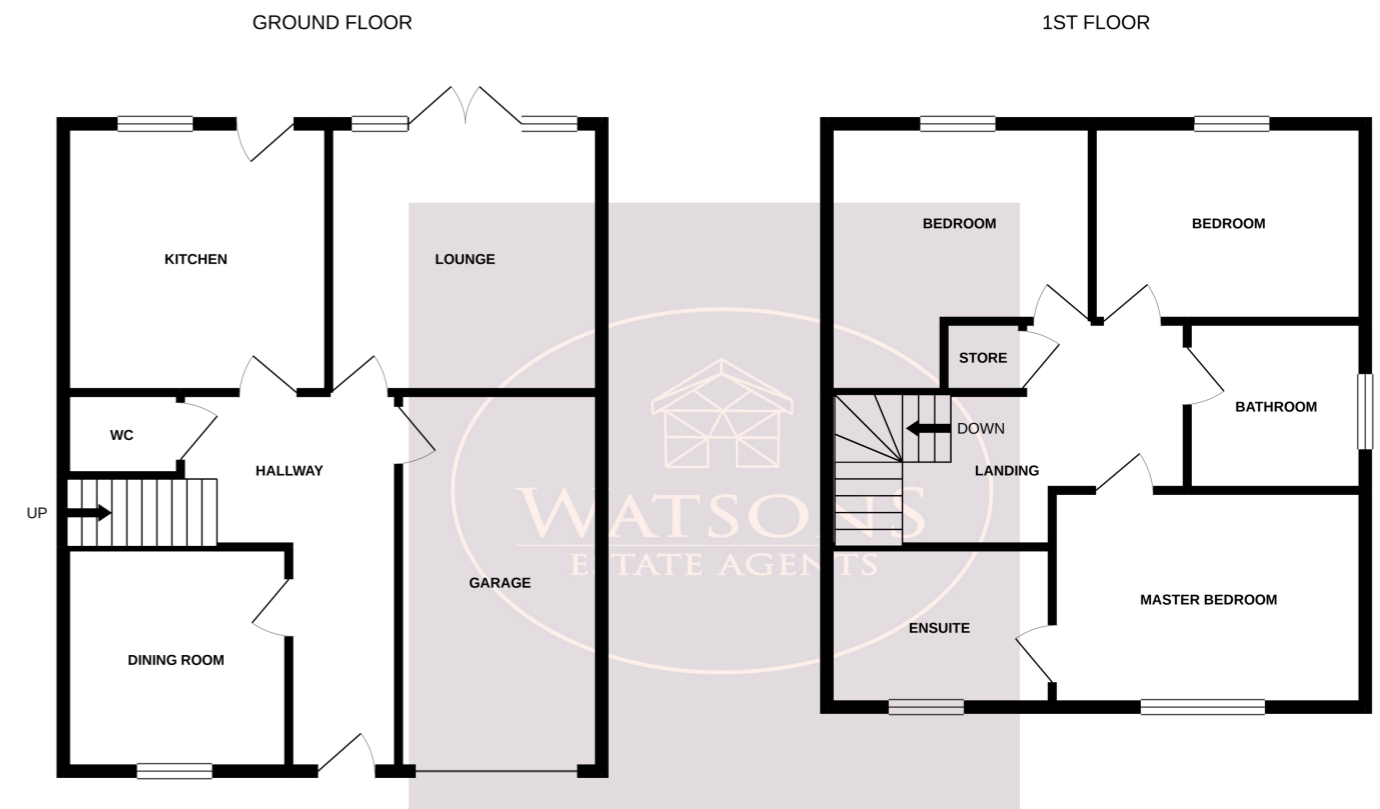 GROUND FLOOR
1ST FLOOR
KITCHEN
LOUNGE
WC
HALLWAY
UP
DINING ROOM
GARAGE
BEDROOM
BEDROOM
STORE
BATHROOM
DOWN
LANDING
MASTER BEDROOM
ENSUITE
WATSONS
ESTATE AGENTS